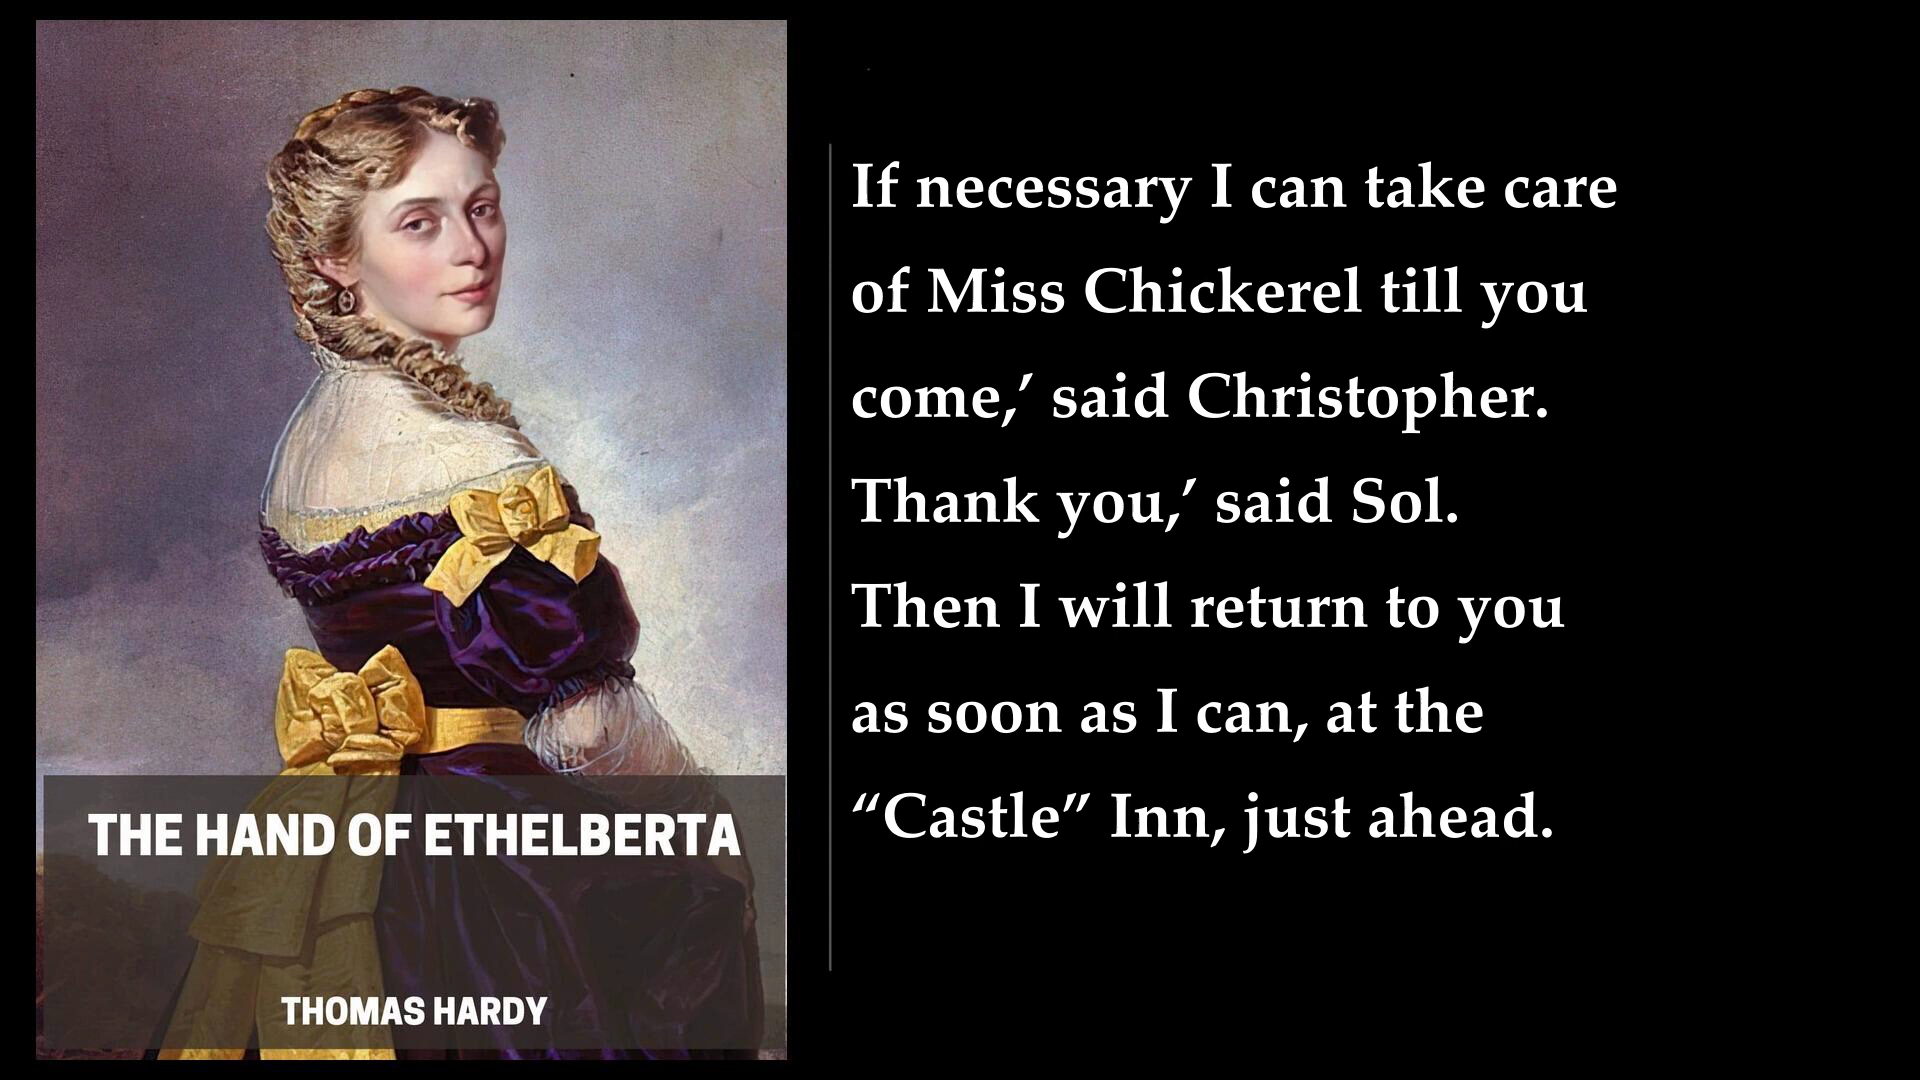 THE HAND OF ETHELBERTA
THOMAS HARDY
If necessary I can take care
of Miss Chickerel till you
come,’ said Christopher.
Thank you,’ said Sol.
Then I will return to you
as soon as I can, at the
“Castle” Inn, just ahead.